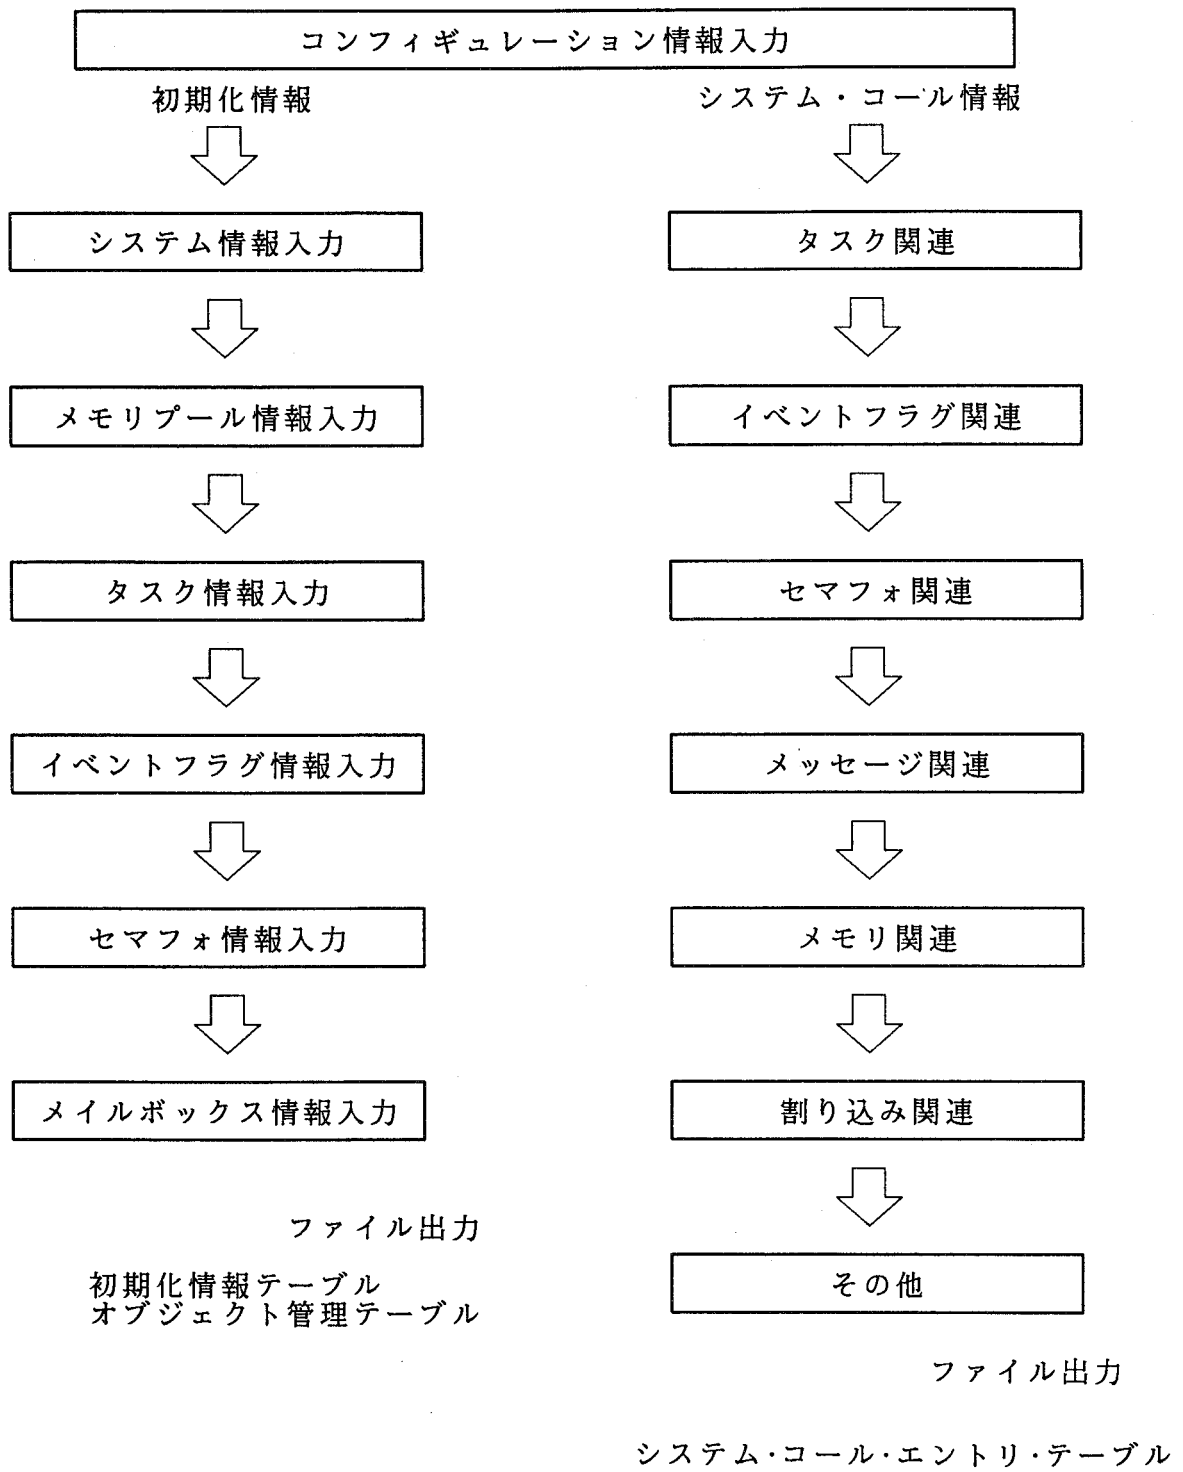 コンフィギュレーション情報入力
初期化情報
システム情報入力
メモリプール情報入力
タスク情報入力
イベントフラグ情報入力
セマフォ情報入力
メイルボックス情報入力
ファイル出力
初期化情報テーブル
オブジェクト管理テーブル
システム・コール情報
タスク関連
イベントフラグ関連
セマフォ関連
メッセージ関連
メモリ関連
割り込み関連
その他
ファイル出力
システム・コール・エントリ・テーブル